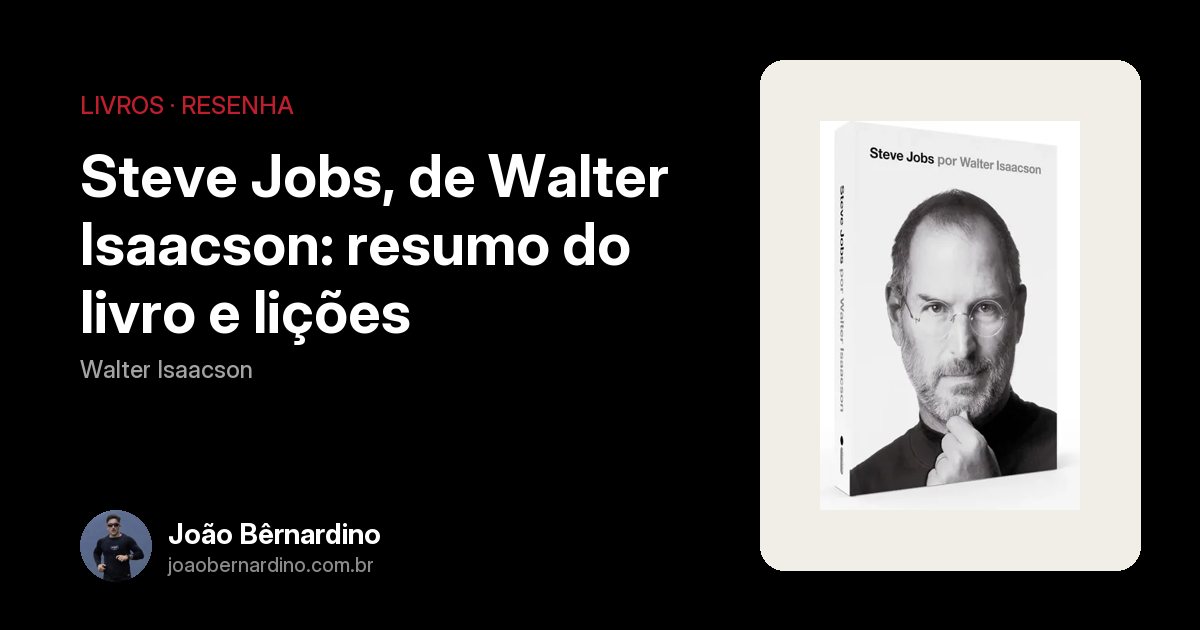 LIVROS · RESENHA
Steve Jobs, de Walter
Isaacson: resumo do
livro e lições
Walter Isaacson
João Bêrnardino
joaobernardino.com.br
Steve Jobs por Walter Isaacson
Steve Jobs por Walter Isaacson